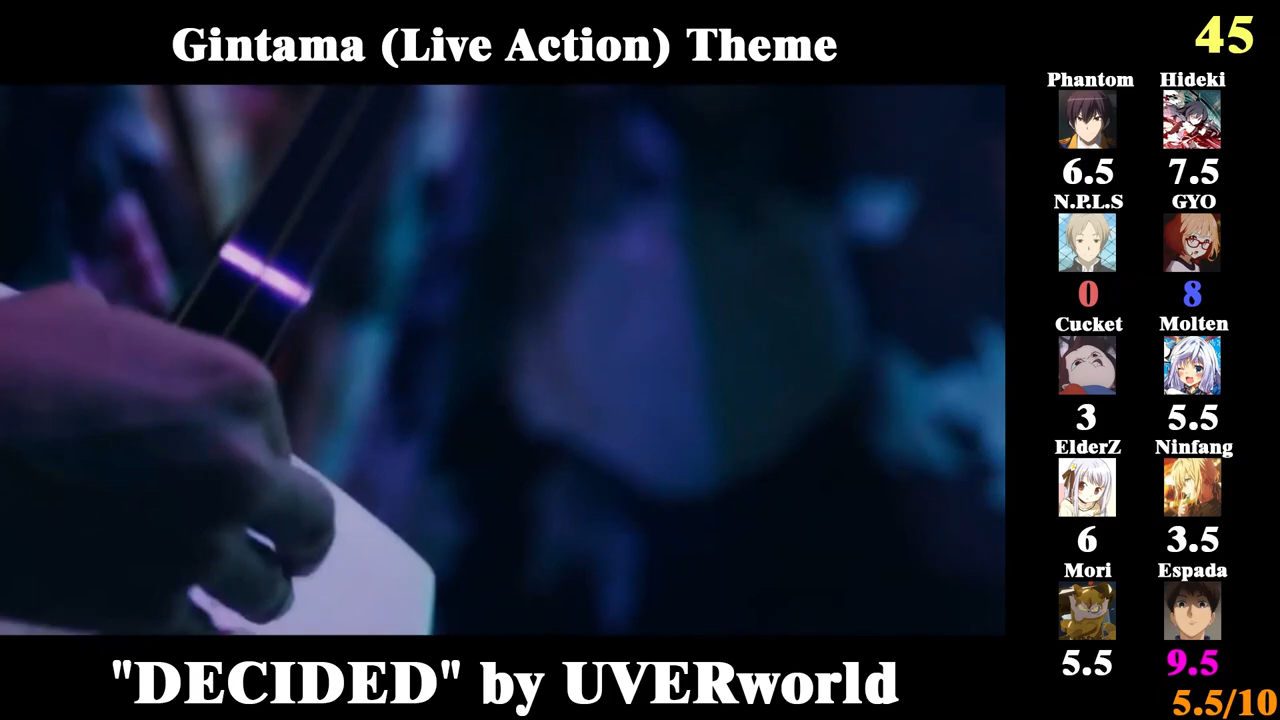 Gintama (Live Action) Theme
45
Phantom Hideki
6.5 7.5
N.P.L.S GYO
0 8
Cucket Molten
3 5.5
ElderZ Ninfang
6 3.5
Mori Espada
5.5 9.5
"DECIDED" by UVERworld
5.5/10